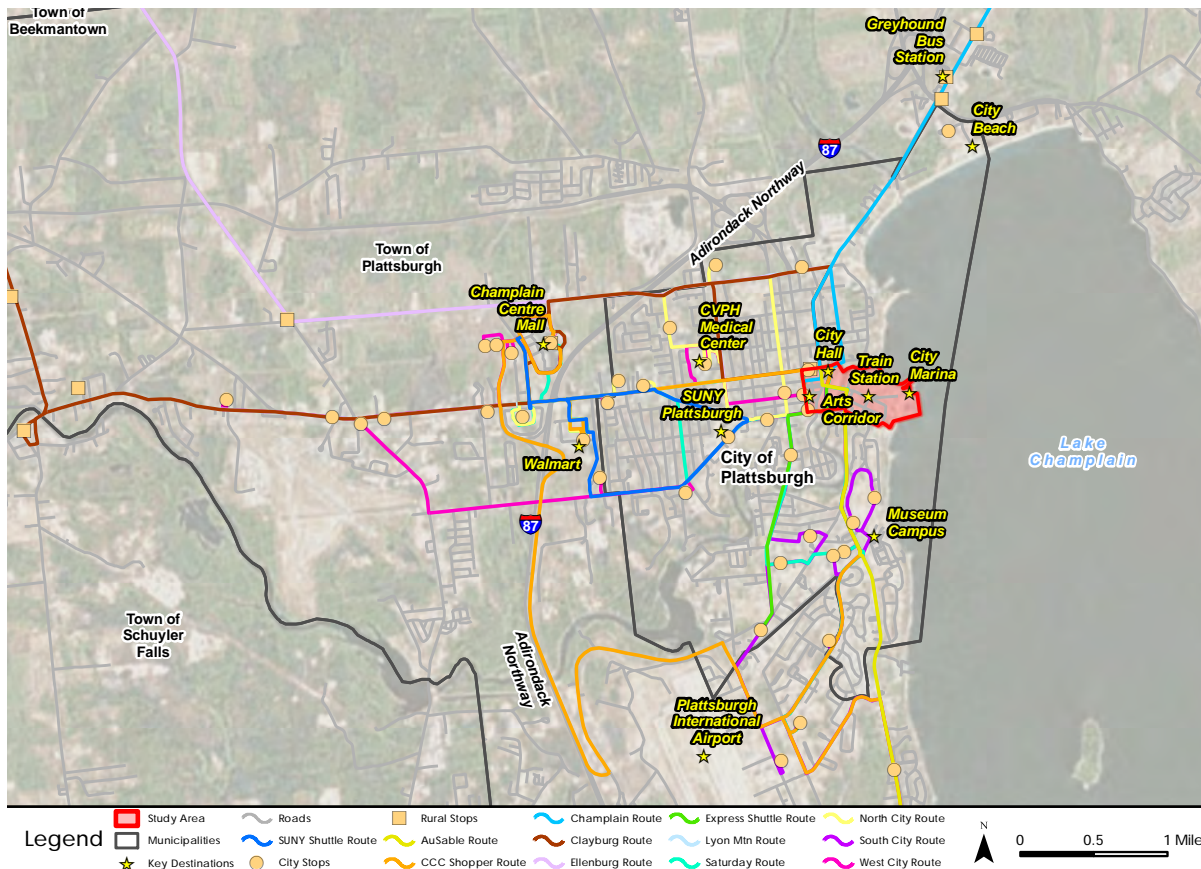 Town of
Beekmantown
Greyhound
Bus
Station
City
Beach
87
Adirondack Northway
Town of
Plattsburgh
Champlain
Centre
Mall
CVPH
Medical
Center
City
Hall
Train
Station
City
Marina
SUNY
Plattsburgh
Arts
Corridor
Walmart
City of
Plattsburgh
Lake
Champlain
87
Museum
Campus
Town of
Schuyler
Falls
Adirondack
Northway
Plattsburgh
International
Airport
Legend
Study Area
Roads
Rural Stops
Champlain Route
Express Shuttle Route
North City Route
Municipalities
SUNY Shuttle Route
AuSable Route
Clayburg Route
Lyon Mtn Route
South City Route
Key Destinations
City Stops
CCC Shopper Route
Ellenburg Route
Saturday Route
West City Route
N
0 0.5 1 Mile